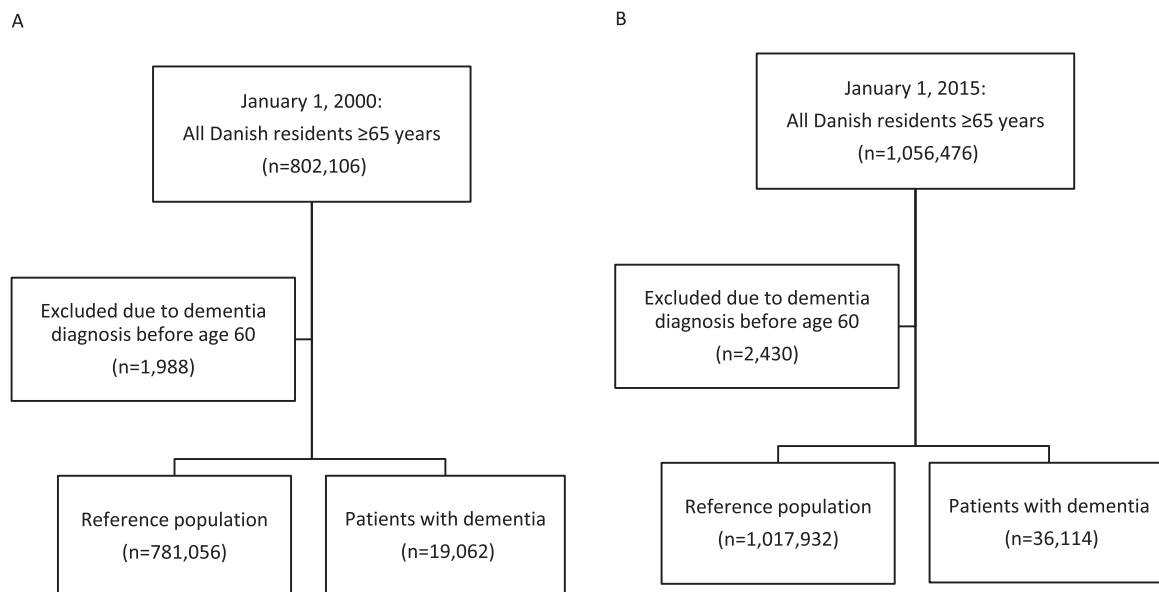 A
January 1, 2000:
All Danish residents ≥65 years
(n=802,106)
Excluded due to dementia
diagnosis before age 60
(n=1,988)
Reference population
(n=781,056)
Patients with dementia
(n=19,062)
B
January 1, 2015:
All Danish residents ≥65 years
(n=1,056,476)
Excluded due to dementia
diagnosis before age 60
(n=2,430)
Reference population
(n=1,017,932)
Patients with dementia
(n=36,114)